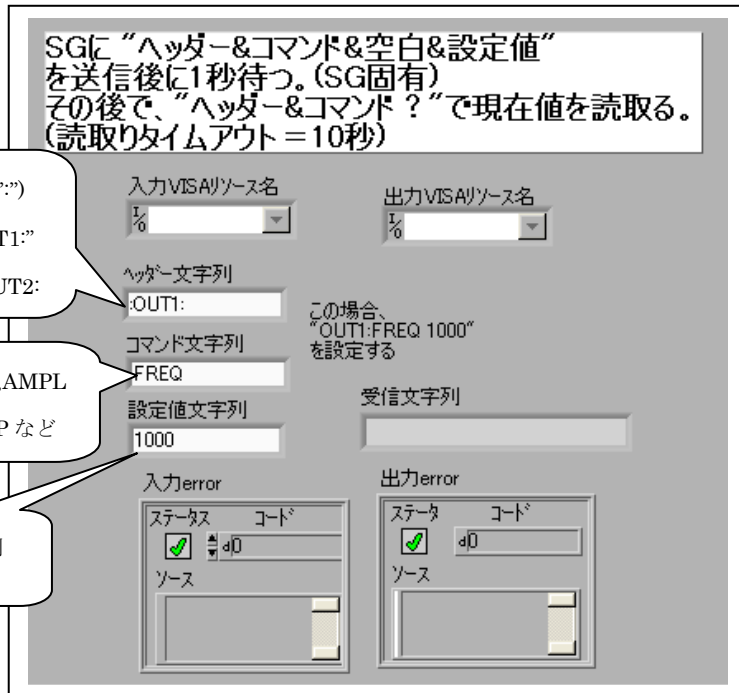 SGに "ヘッダー&コマンド&空白&設定値"
を送信後に1秒待つ。(SG固有)
その後で、"ヘッダー&コマンド ? "で現在値を読取る。
(読取りタイムアウト =10秒)
":")
T1:"
UT2:
,AMPL
P など
入力VISAリソース名
I/O
出力VISAリソース名
I/O
ヘッダー文字列
:OUT1:
コマンド文字列
FREQ
設定値文字列
1000
この場合、
"OUT1:FREQ 1000"
を設定する
受信文字列
入力error
ステータス コード
d0
ソース
出力error
ステータ コード
d0
ソース